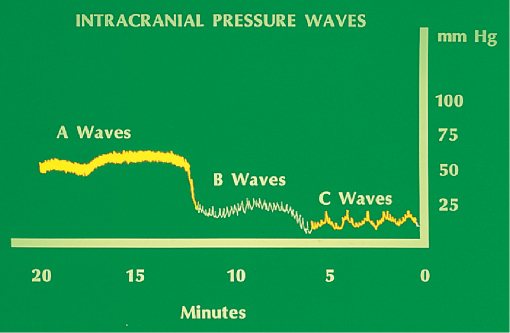 INTRACRANIAL PRESSURE WAVES
mm Hg
100
75
50
25
A Waves
B Waves
C Waves
20 15 10 5 0
Minutes